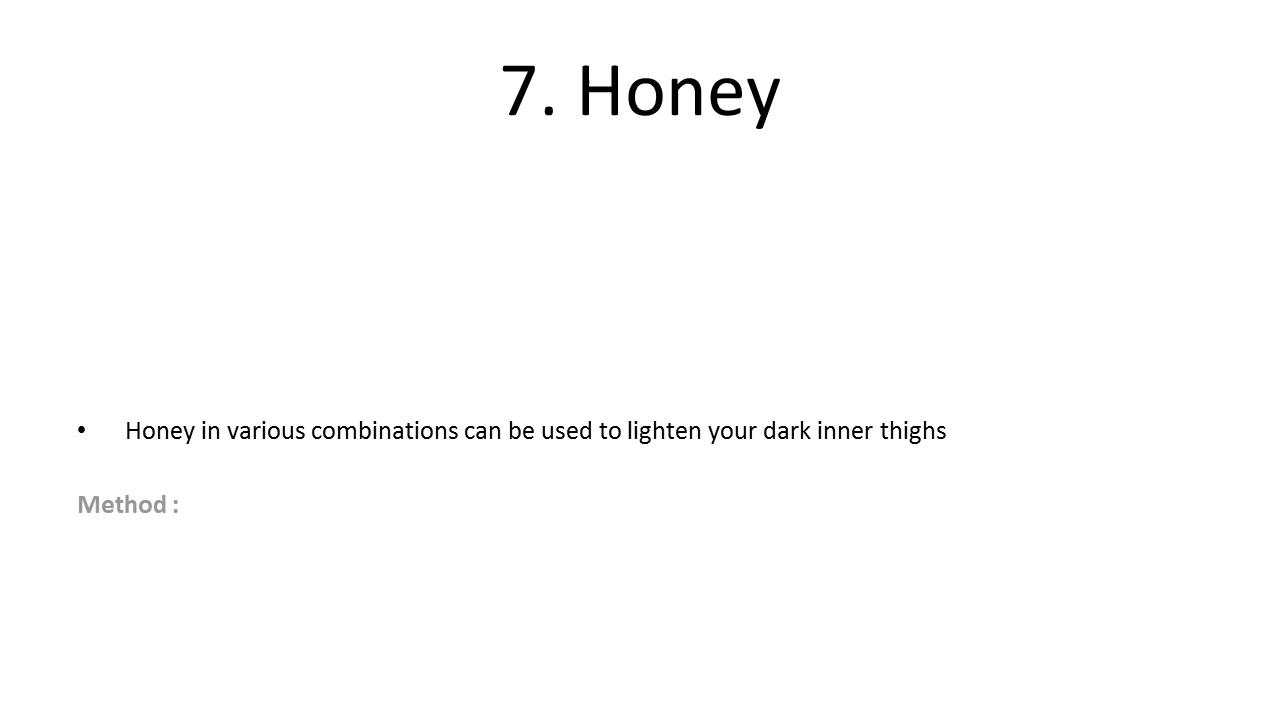 7. Honey
• Honey in various combinations can be used to lighten your dark inner thighs
Method :